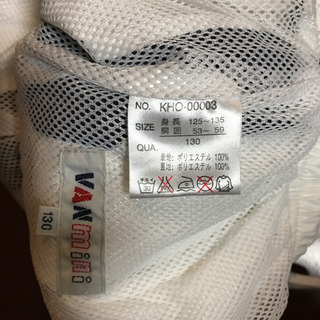 NO. KHO-00003
SIZE 身長 125~135
胴囲 53~59
QUA. 130
表地: ポリエステル 100%
裏地: ポリエステル 100%
VAN mini
130